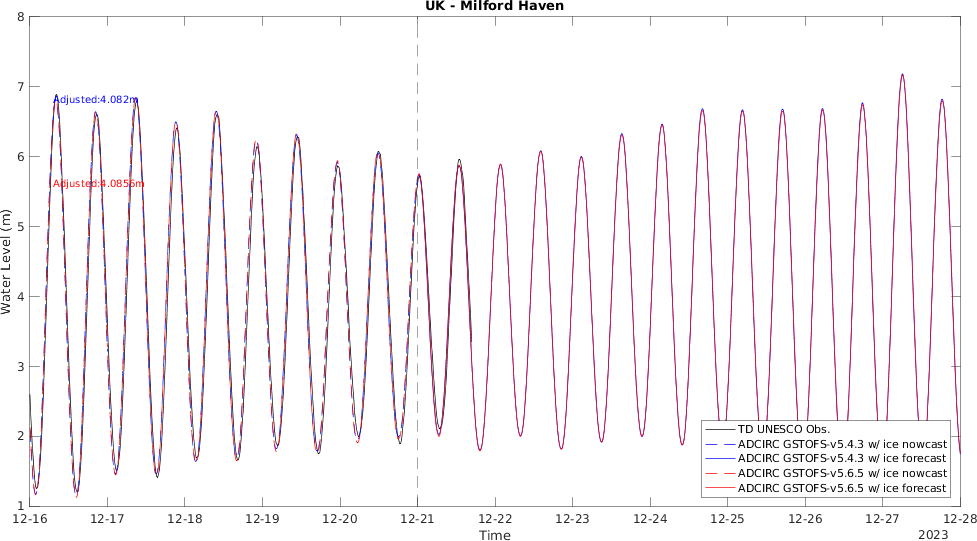 UK - Milford Haven
8
7
6
5
4
3
2
1
Water Level (m)
Adjusted:4.082m
Adjusted:4.0856m
TD UNESCO Obs.
ADCIRC GSTOFS-v5.4.3 w/ ice nowcast
ADCIRC GSTOFS-v5.4.3 w/ ice forecast
ADCIRC GSTOFS-v5.6.5 w/ ice nowcast
ADCIRC GSTOFS-v5.6.5 w/ ice forecast
12-16 12-17 12-18 12-19 12-20 12-21 12-22 12-23 12-24 12-25 12-26 12-27 12-28
Time
2023